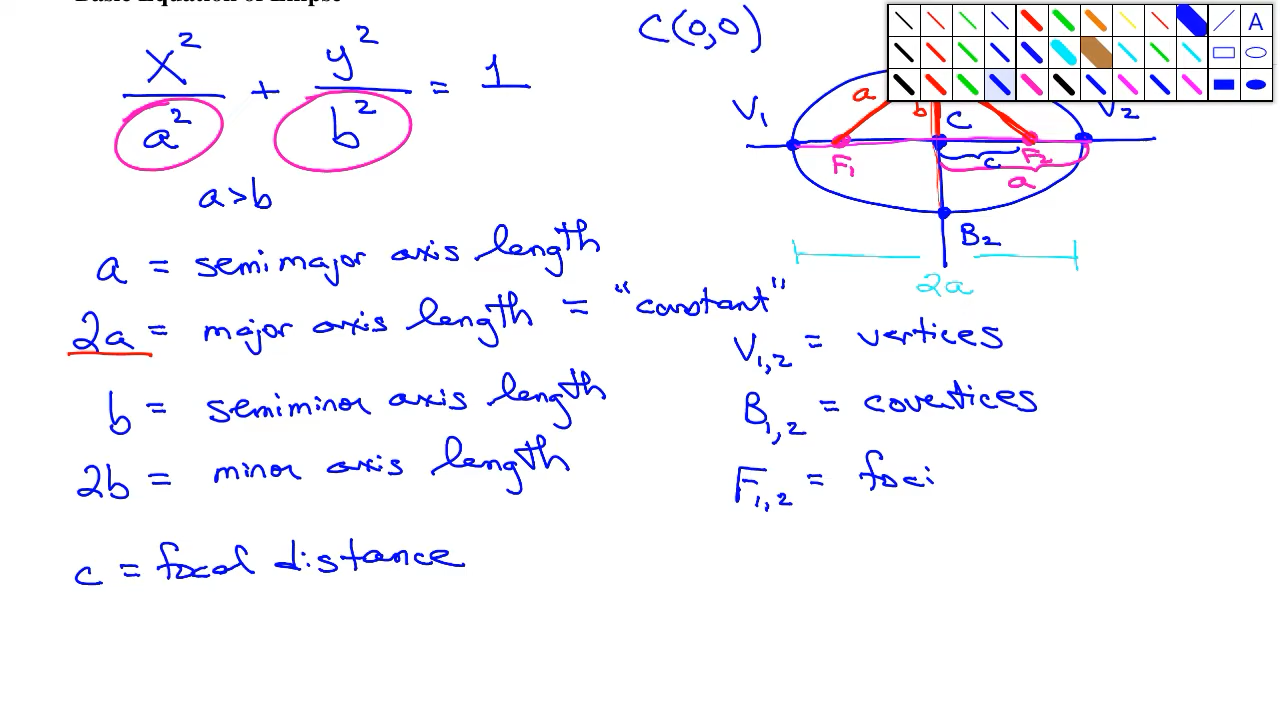 Basic Equation of Ellipse
x²/a² + y²/b² = 1
a>b
a = semimajor axis length
2a = major axis length = "constant"
b = semiminor axis length
2b = minor axis length
c = focal distance
C(0,0)
A
V₁ a b C V₂
F₁ c F₂
a
B₂
2a
V₁,₂ = vertices
B₁,₂ = covertices
F₁,₂ = foci